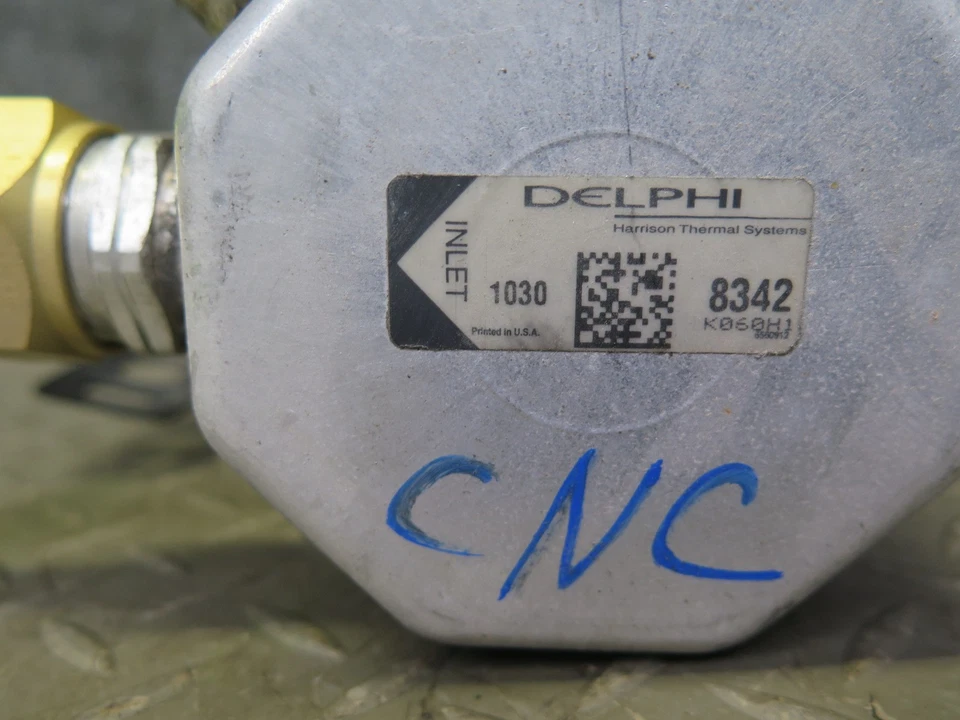 DELPHI
Harrison Thermal Systems
INLET
1030
8342
K060H1
Printed in U.S.A.
CNC